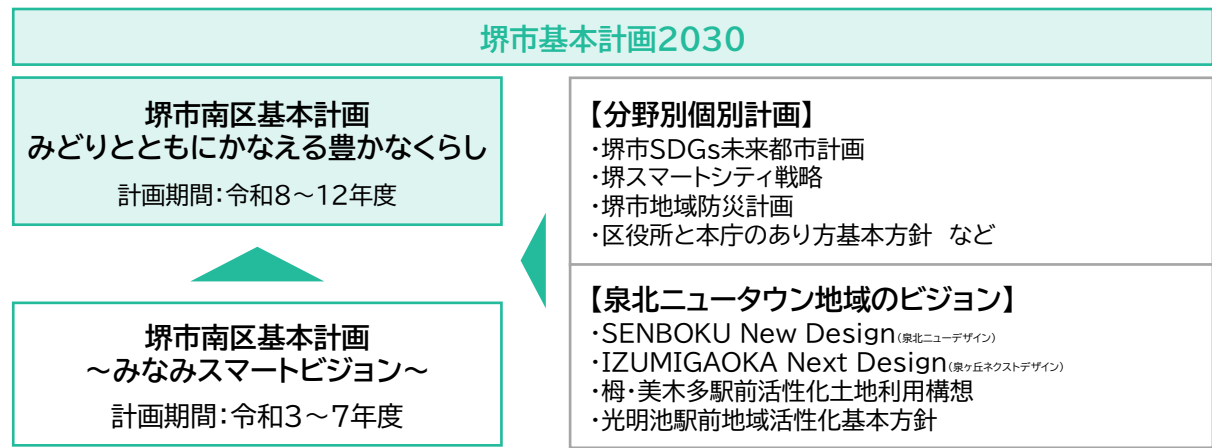 堺市基本計画2030
堺市南区基本計画
みどりとともにかなえる豊かなくらし
計画期間:令和8～12年度
堺市南区基本計画
～みなみスマートビジョン～
計画期間:令和3～7年度
【分野別個別計画】
・堺市SDGs未来都市計画
・堺スマートシティ戦略
・堺市地域防災計画
・区役所と本庁のあり方基本方針 など
【泉北ニュータウン地域のビジョン】
・SENBOKU New Design(泉北ニューデザイン)
・IZUMIGAOKA Next Design(泉ヶ丘ネクストデザイン)
・栂・美木多駅前活性化土地利用構想
・光明池駅前地域活性化基本方針